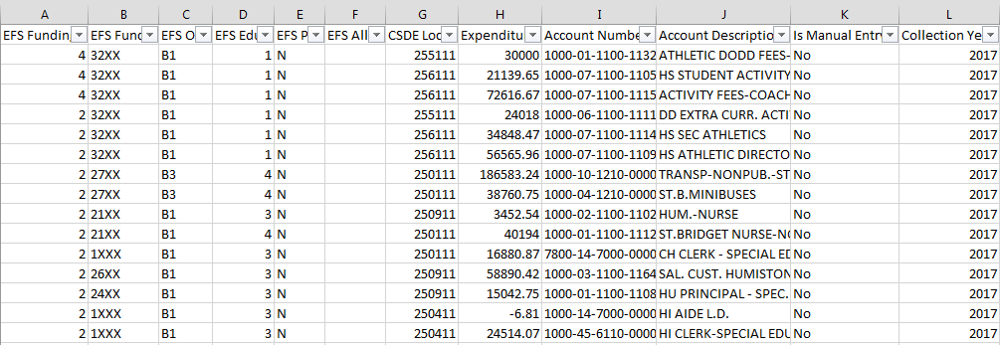 A B C D E F G H I J K L
EFS Fundin EFS Func EFS O EFS Edu EFS P EFS All CSDE Loc Expenditu Account Numbe Account Descriptio Is Manual Entr Collection Ye
4 32XX B1 1 N 255111 30000 1000-01-1100-1132 ATHLETIC DODD FEES- No 2017
4 32XX B1 1 N 256111 21139.65 1000-07-1100-1105 HS STUDENT ACTIVITY No 2017
4 32XX B1 1 N 256111 72616.67 1000-07-1100-1115 ACTIVITY FEES-COACH No 2017
2 32XX B1 1 N 255111 24018 1000-06-1100-1111 DD EXTRA CURR. ACTI No 2017
2 32XX B1 1 N 256111 34848.47 1000-07-1100-1114 HS SEC ATHLETICS No 2017
2 32XX B1 1 N 256111 56565.96 1000-07-1100-1109 HS ATHLETIC DIRECTO No 2017
2 27XX B3 4 N 250111 186583.24 1000-10-1210-0000 TRANSP-NONPUB.-ST No 2017
2 27XX B3 4 N 250111 38760.75 1000-04-1210-0000 ST.B.MINIBUSES No 2017
2 21XX B1 3 N 250911 3452.54 1000-02-1100-1102 HUM.-NURSE No 2017
2 21XX B1 4 N 250111 40194 1000-01-1100-1112 ST.BRIDGET NURSE-NO No 2017
2 1XXX B1 3 N 250111 16880.87 7800-14-7000-0000 CH CLERK - SPECIAL ED No 2017
2 26XX B1 3 N 250911 58890.42 1000-03-1100-1164 SAL. CUST. HUMISTON No 2017
2 24XX B1 3 N 250911 15042.75 1000-01-1100-1108 HU PRINCIPAL - SPEC. No 2017
2 1XXX B1 3 N 250411 -6.81 1000-14-7000-0000 HI AIDE L.D. No 2017
2 1XXX B1 3 N 250411 24514.07 1000-45-6110-0000 HI CLERK-SPECIAL EDU No 2017